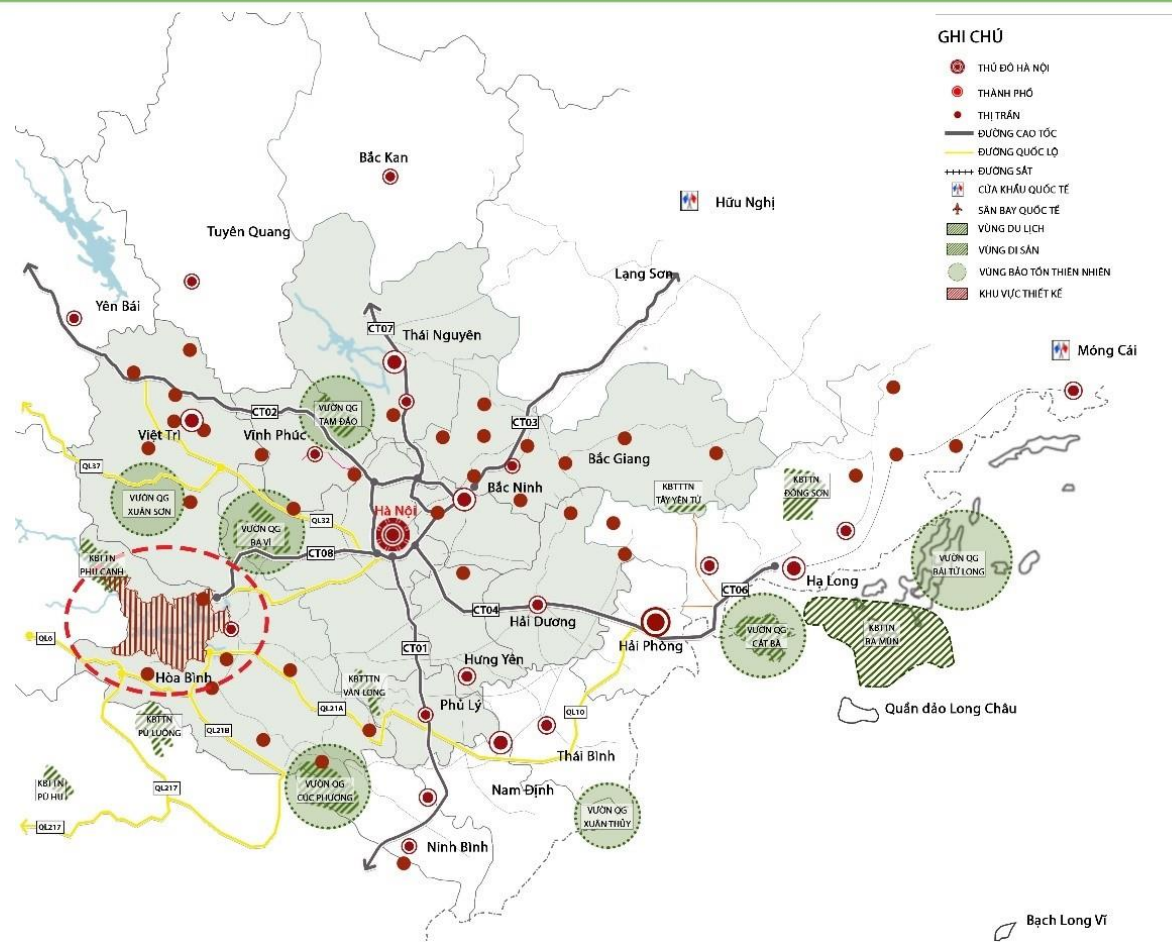 GHI CHÚ
THỦ ĐÔ HÀ NỘI
THÀNH PHỐ
THỊ TRẤN
ĐƯỜNG CAO TỐC
ĐƯỜNG QUỐC LỘ
ĐƯỜNG SẮT
CỬA KHẨU QUỐC TẾ
SÂN BAY QUỐC TẾ
VÙNG DU LỊCH
VÙNG DI SẢN
VÙNG BẢO TỒN THIÊN NHIÊN
KHU VỰC THIẾT KẾ
Bắc Kan
Hữu Nghị
Tuyên Quang
Lạng Sơn
Yên Bái
CT07
Thái Nguyên
Móng Cái
CT02
VƯỜN QG
TAM ĐẢO
CT03
Việt Trì
Vĩnh Phúc
Bắc Giang
QL37
Bắc Ninh
KBTTTN
TÂY YÊN TỬ
KBTTN
ĐỒNG SƠN
VƯỜN QG
XUÂN SƠN
Hà Nội
QL32
VƯỜN QG
BA VÌ
CT08
KBTTN
PHU CANH
VƯỜN QG
BÁI TỬ LONG
Hạ Long
CT06
CT04
Hải Dương
QL6
Hải Phòng
VƯỜN QG
CÁT BÀ
KBTTN
BA MÙN
CT01
Hưng Yên
Hòa Bình
KBTTTN
VÂN LONG
Phủ Lý
QL21A
QL10
Quần đảo Long Châu
KBTTN
PÙ LUÔNG
QL21B
Thái Bình
KBTTN
PÙ HU
QL217
VƯỜN QG
CÚC PHƯƠNG
Nam Định
VƯỜN QG
XUÂN THỦY
QL217
Ninh Bình
Bạch Long Vĩ